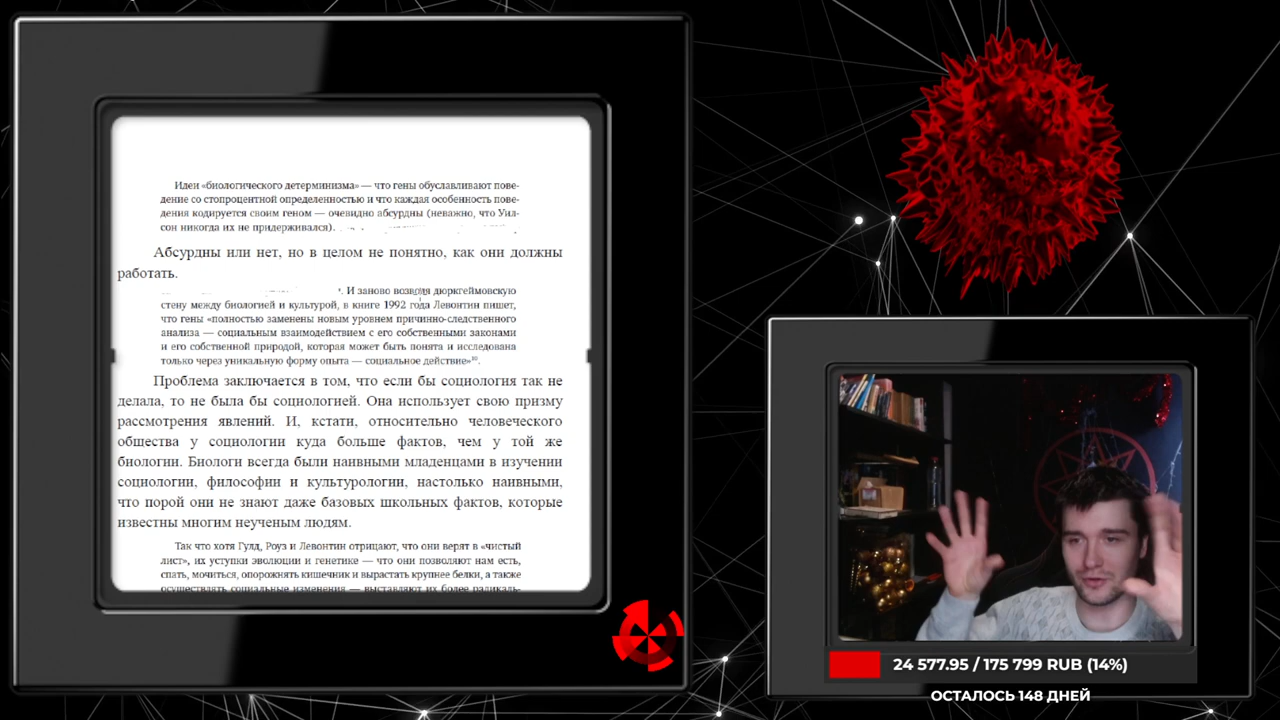 Идеи «биологического детерминизма» — что гены обуславливают пове-
дение со стопроцентной определенностью и что каждая особенность пове-
дения кодируется своим геном — очевидно абсурдны (неважно, что Уил-
сон никогда их не придерживался).
Абсурдны или нет, но в целом не понятно, как они должны
работать.
И заново возводя дюркгеймовскую
стену между биологией и культурой, в книге 1992 года Левонтин пишет,
что гены «полностью заменены новым уровнем причинно-следственного
анализа — социальным взаимодействием с его собственными законами
и его собственной природой, которая может быть понята и исследована
только через уникальную форму опыта — социальное действие»¹⁰.
Проблема заключается в том, что если бы социология так не
делала, то не была бы социологией. Она использует свою призму
рассмотрения явлений. И, кстати, относительно человеческого
общества у социологии куда больше фактов, чем у той же
биологии. Биологи всегда были наивными младенцами в изучении
социологии, философии и культурологии, настолько наивными,
что порой они не знают даже базовых школьных фактов, которые
известны многим неученым людям.
Так что хотя Гулд, Роуз и Левонтин отрицают, что они верят в «чистый
лист», их уступки эволюции и генетике — что они позволяют нам есть,
спать, мочиться, опорожнять кишечник и вырастать крупнее белки, а также
осуществлять социальные изменения — выставляют их более радикаль-
24 577.95 / 175 799 RUB (14%)
ОСТАЛОСЬ 148 ДНЕЙ